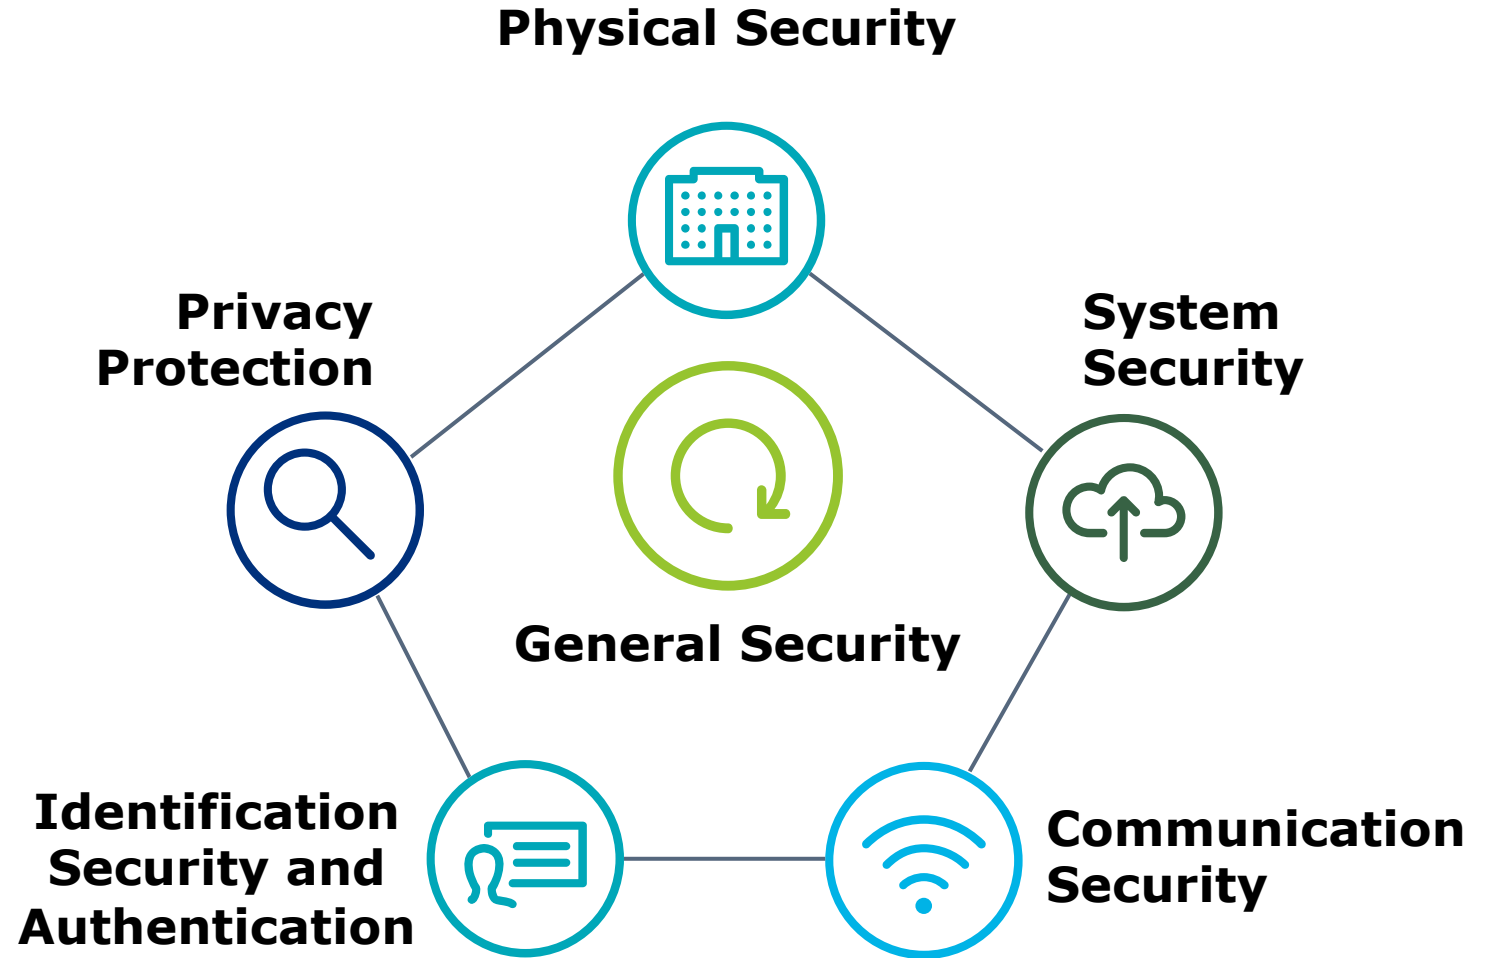 Physical Security
Privacy
Protection
System
Security
General Security
Identification
Security and
Authentication
Communication
Security